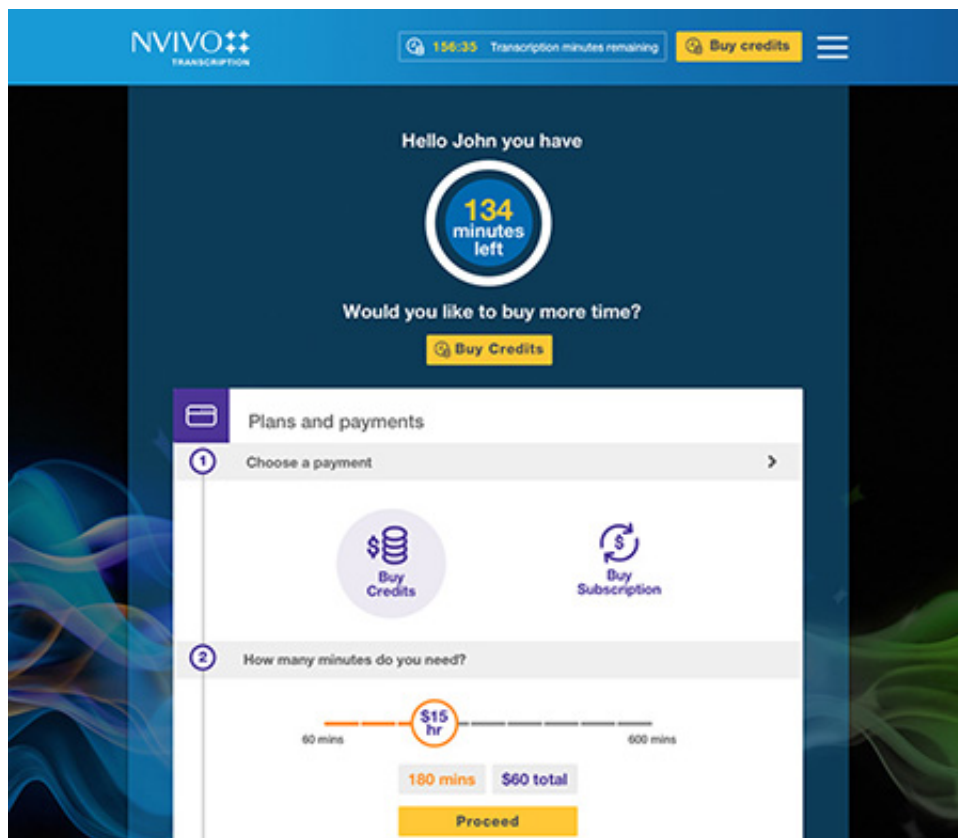 NVIVO
TRANSCRIPTION
156:35 Transcription minutes remaining
Buy credits
Hello John you have
134
minutes
left
Would you like to buy more time?
Buy Credits
Plans and payments
1 Choose a payment
$
Buy
Credits
$
Buy
Subscription
2 How many minutes do you need?
$15
hr
60 mins
600 mins
180 mins $60 total
Proceed